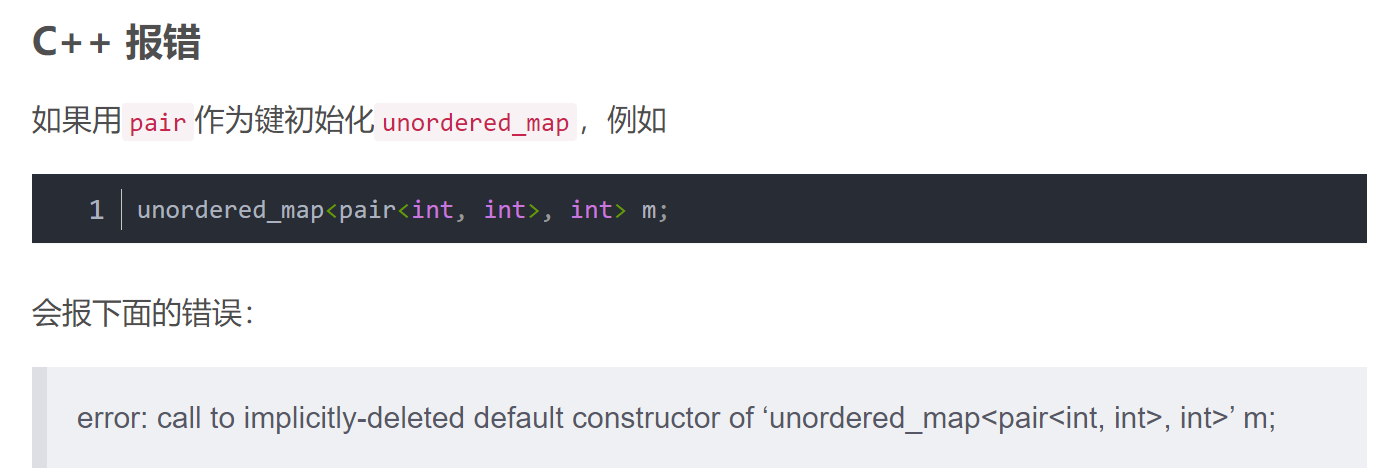 C++ 报错
如果用pair作为键初始化unordered_map，例如
1 unordered_map<pair<int, int>, int> m;
会报下面的错误：
error: call to implicitly-deleted default constructor of ‘unordered_map<pair<int, int>, int>’ m;